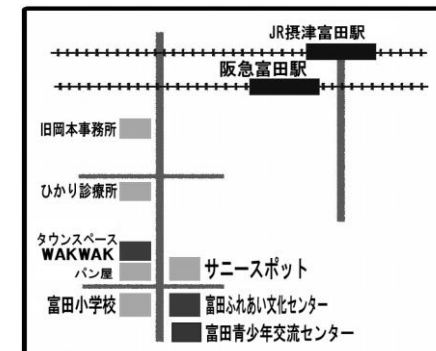 JR摂津富田駅
阪急富田駅
旧岡本事務所
ひかり診療所
タウンスペース
WAKWAK
パン屋
サニースポット
富田小学校
富田ふれあい文化センター
富田青少年交流センター